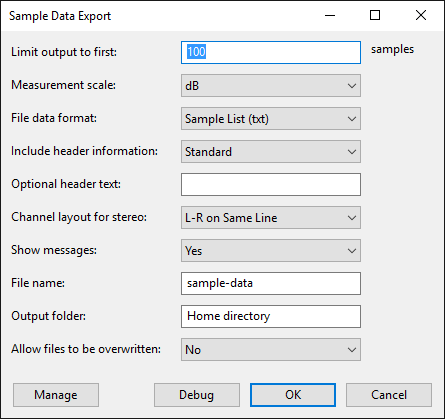 Sample Data Export
Limit output to first: 100 samples
Measurement scale: dB
File data format: Sample List (txt)
Include header information: Standard
Optional header text:
Channel layout for stereo: L-R on Same Line
Show messages: Yes
File name: sample-data
Output folder: Home directory
Allow files to be overwritten: No
Manage Debug OK Cancel